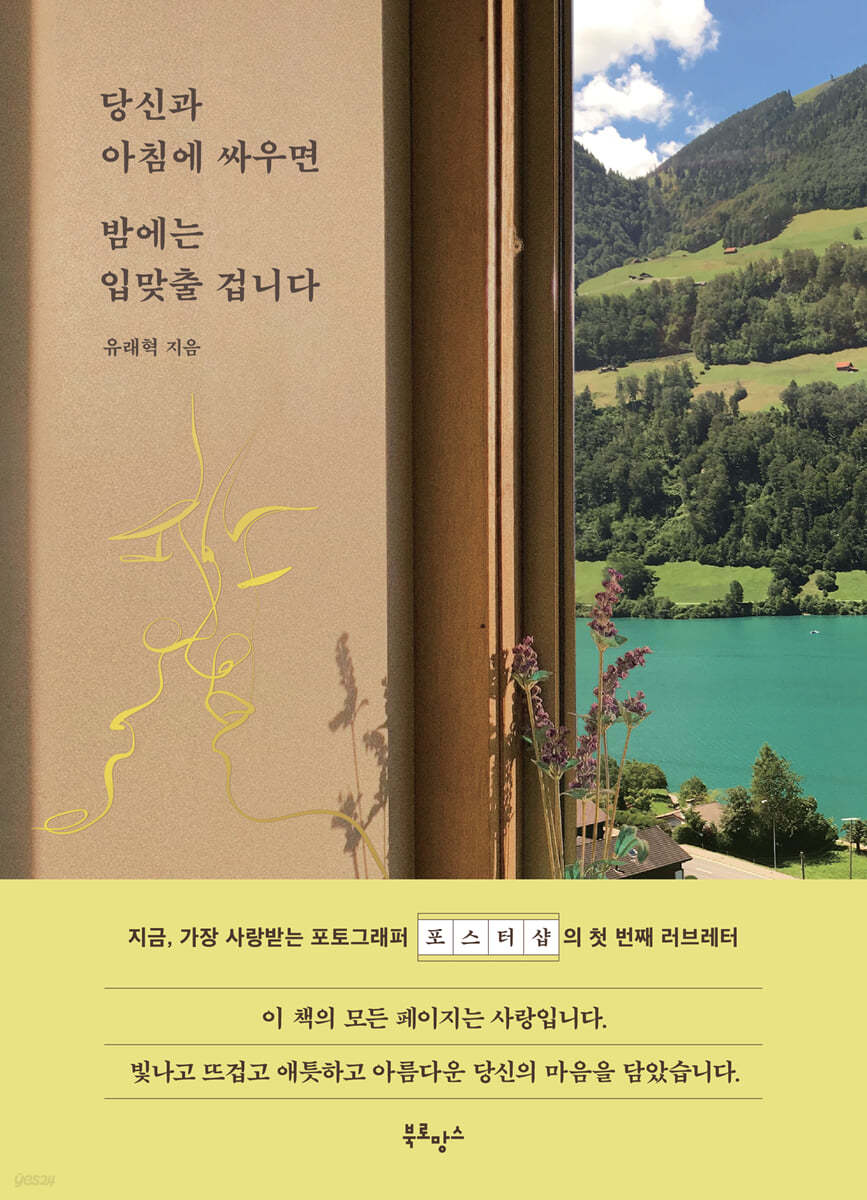 당신과
아침에 싸우면
밤에는
입맞출 겁니다
유래혁 지음
지금, 가장 사랑받는 포토그래퍼 포스터샵의 첫 번째 러브레터
이 책의 모든 페이지는 사랑입니다.
빛나고 뜨겁고 애틋하고 아름다운 당신의 마음을 담았습니다.
북로망스
yes24